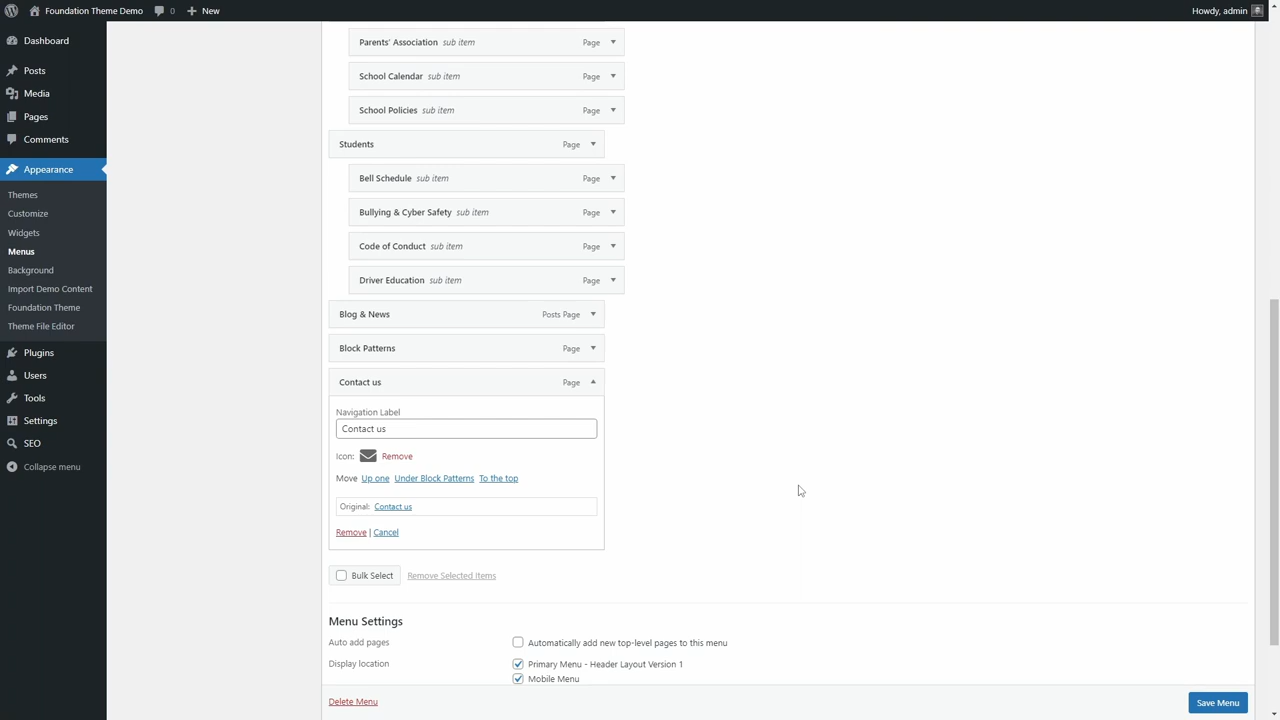 Foundation Theme Demo 0 New Howdy, admin
Dashboard
Posts
Media
Pages
Comments
Appearance
Themes
Customize
Widgets
Menus
Background
Import Demo Content
Foundation Theme
Theme File Editor
Plugins
Users
Tools
Settings
SEO
Collapse menu
Parents' Association sub item Page
School Calendar sub item Page
School Policies sub item Page
Students Page
Bell Schedule sub item Page
Bullying & Cyber Safety sub item Page
Code of Conduct sub item Page
Driver Education sub item Page
Blog & News Posts Page
Block Patterns Page
Contact us Page
Navigation Label
Contact us
Icon: Remove
Move Up one Under Block Patterns To the top
Original: Contact us
Remove | Cancel
Bulk Select Remove Selected Items
Menu Settings
Auto add pages Automatically add new top-level pages to this menu
Display location Primary Menu - Header Layout Version 1
Mobile Menu
Delete Menu Save Menu